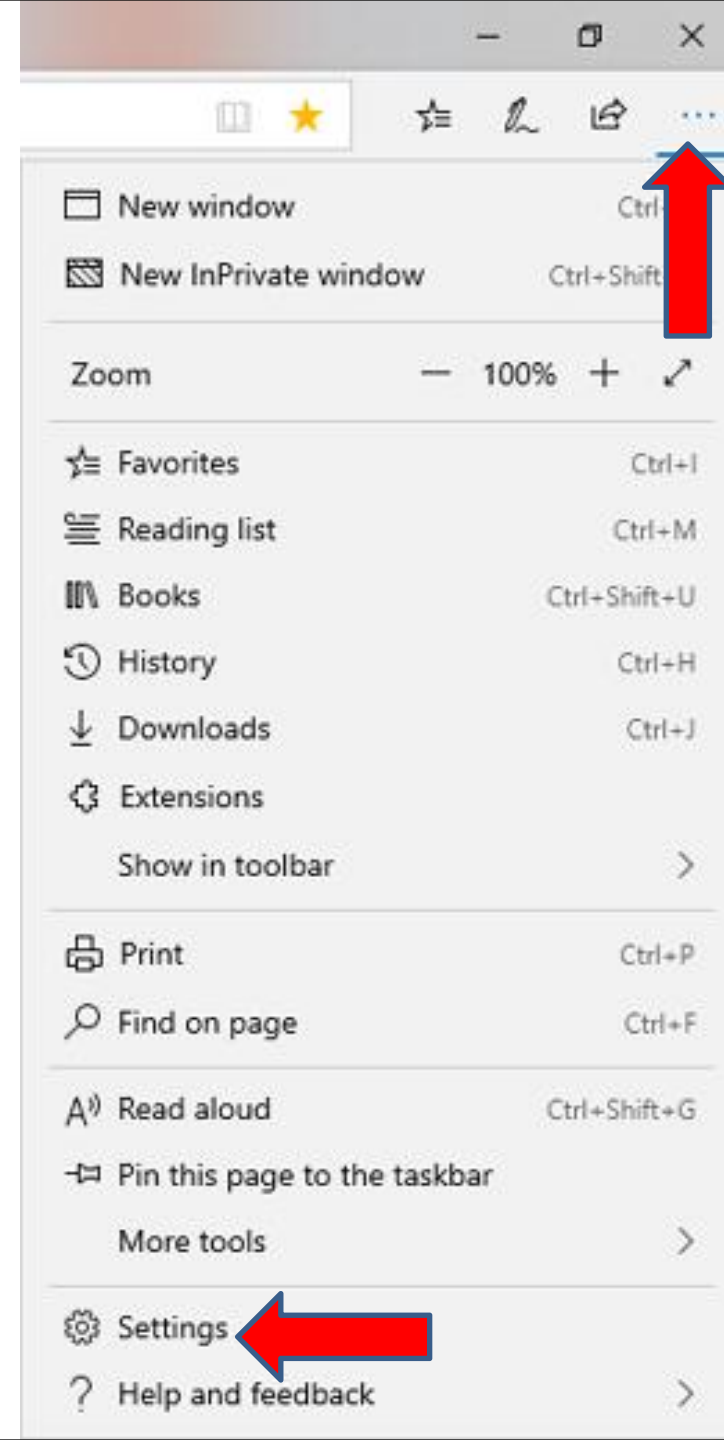 New window Ctrl+
New InPrivate window Ctrl+Shift
Zoom — 100% +
Favorites Ctrl+I
Reading list Ctrl+M
Books Ctrl+Shift+U
History Ctrl+H
Downloads Ctrl+J
Extensions
Show in toolbar
Print Ctrl+P
Find on page Ctrl+F
Read aloud Ctrl+Shift+G
Pin this page to the taskbar
More tools
Settings
? Help and feedback